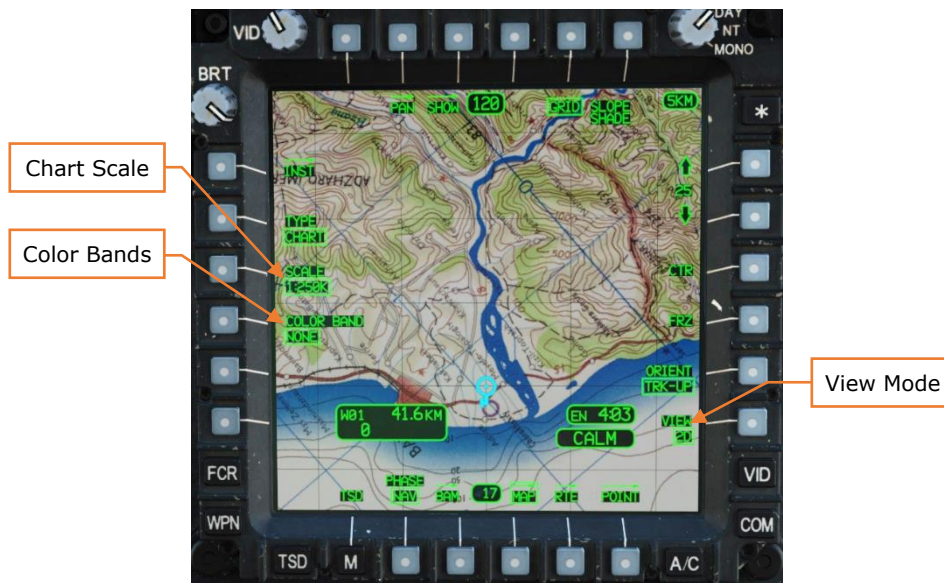 VID
DAY
NT
MONO
BRT
PAN
SHOW
120
GRID
SLOPE
SHADE
5KM
*
Chart Scale
INST
ADZHARO
25
TYPE
CHART
Color Bands
SCALE
1:250K
CTR
COLOR BAND
NONE
FRZ
ORIENT
TRK-UP
View Mode
W01 41.6KM
0
EN 4:03
CALM
VIEW
2D
FCR
VID
PHASE
TSD
NAV
BAM
17
MAP
RTE
POINT
WPN
COM
TSD
M
A/C